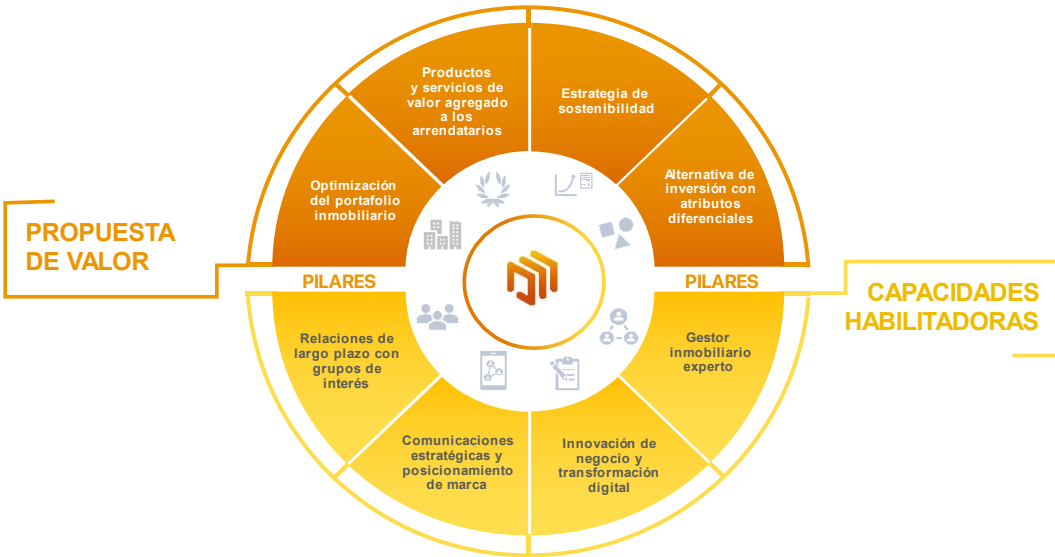 Productos
y servicios de
valor agregado
a los
arrendatarios
Estrategia de
sostenibilidad
Optimización
del portafolio
inmobiliario
Alternativa de
inversión con
atributos
diferenciales
PROPUESTA
DE VALOR
PILARES
PILARES
CAPACIDADES
HABILITADORAS
Relaciones de
largo plazo con
grupos de
interés
Gestor
inmobiliario
experto
Comunicaciones
estratégicas y
posicionamiento
de marca
Innovación de
negocio y
transformación
digital